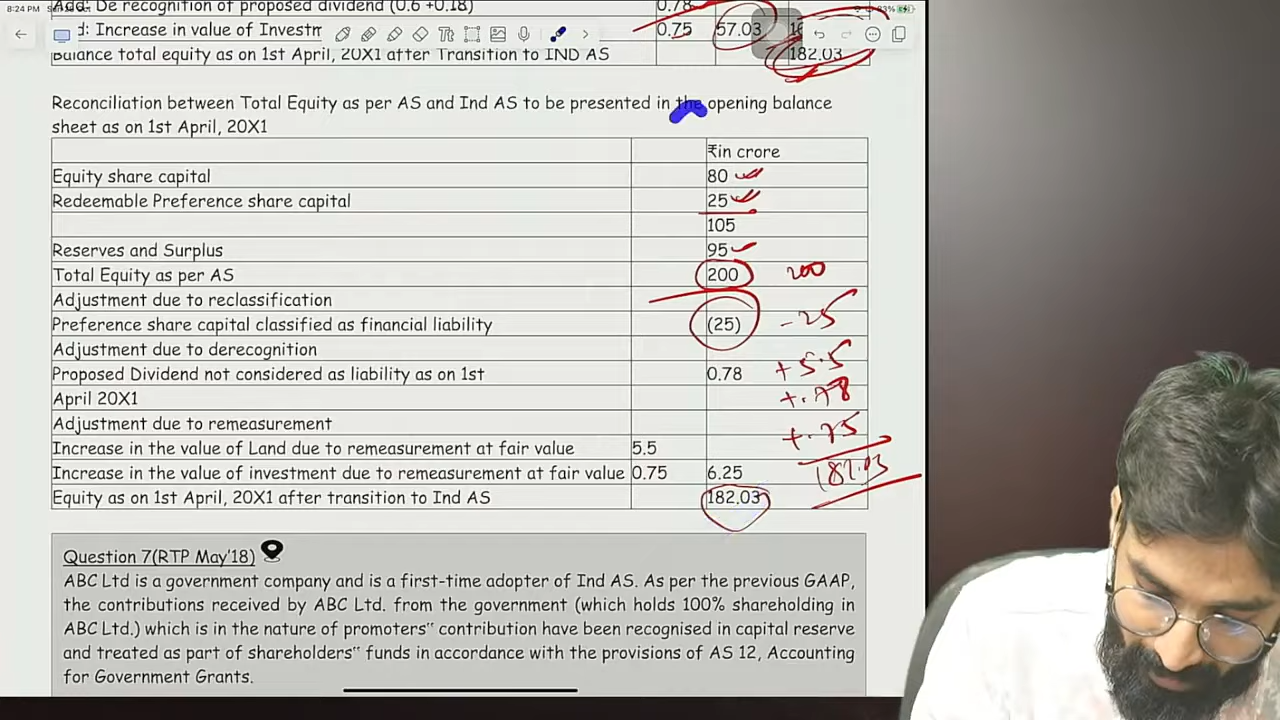 8:24 PM
Add: De recognition of proposed dividend (0.6 +0.18) 0.78
d: Increase in value of Investm 0.75 57.03
Balance total equity as on 1st April, 20X1 after Transition to IND AS 182.03
Reconciliation between Total Equity as per AS and Ind AS to be presented in the opening balance
sheet as on 1st April, 20X1
₹in crore
Equity share capital 80
Redeemable Preference share capital 25
105
Reserves and Surplus 95
Total Equity as per AS 200 200
Adjustment due to reclassification
Preference share capital classified as financial liability (25) -25
Adjustment due to derecognition +5.5
Proposed Dividend not considered as liability as on 1st 0.78
April 20X1 +.78
Adjustment due to remeasurement +.75
Increase in the value of Land due to remeasurement at fair value 5.5
Increase in the value of investment due to remeasurement at fair value 0.75 6.25 182.03
Equity as on 1st April, 20X1 after transition to Ind AS 182.03
Question 7(RTP May'18)
ABC Ltd is a government company and is a first-time adopter of Ind AS. As per the previous GAAP,
the contributions received by ABC Ltd. from the government (which holds 100% shareholding in
ABC Ltd.) which is in the nature of promoters‟ contribution have been recognised in capital reserve
and treated as part of shareholders‟ funds in accordance with the provisions of AS 12, Accounting
for Government Grants.